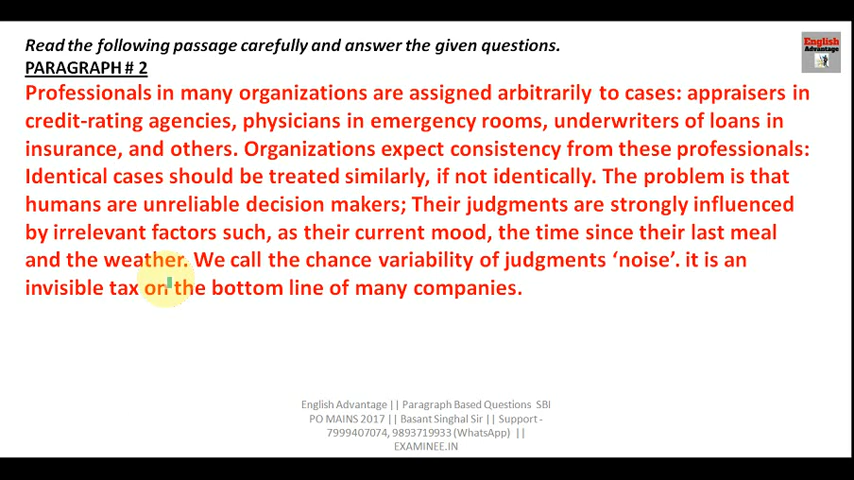 Read the following passage carefully and answer the given questions.
English
Advantage
PARAGRAPH # 2
Professionals in many organizations are assigned arbitrarily to cases: appraisers in
credit-rating agencies, physicians in emergency rooms, underwriters of loans in
insurance, and others. Organizations expect consistency from these professionals:
Identical cases should be treated similarly, if not identically. The problem is that
humans are unreliable decision makers; Their judgments are strongly influenced
by irrelevant factors such, as their current mood, the time since their last meal
and the weather. We call the chance variability of judgments ‘noise’. it is an
invisible tax on the bottom line of many companies.
English Advantage || Paragraph Based Questions SBI
PO MAINS 2017 || Basant Singhal Sir || Support -
7999407074, 9893719933 (WhatsApp) ||
EXAMINEE.IN